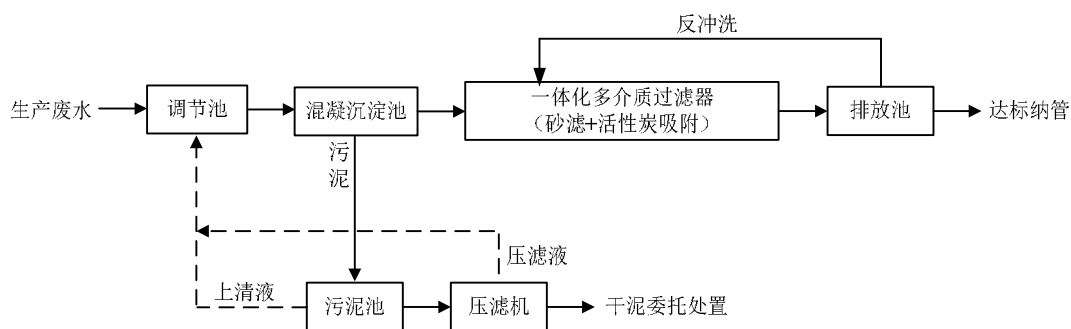 反冲洗
生产废水
调节池
混凝沉淀池
一体化多介质过滤器
（砂滤+活性炭吸附）
排放池
达标纳管
污
泥
压滤液
上清液
污泥池
压滤机
干泥委托处置